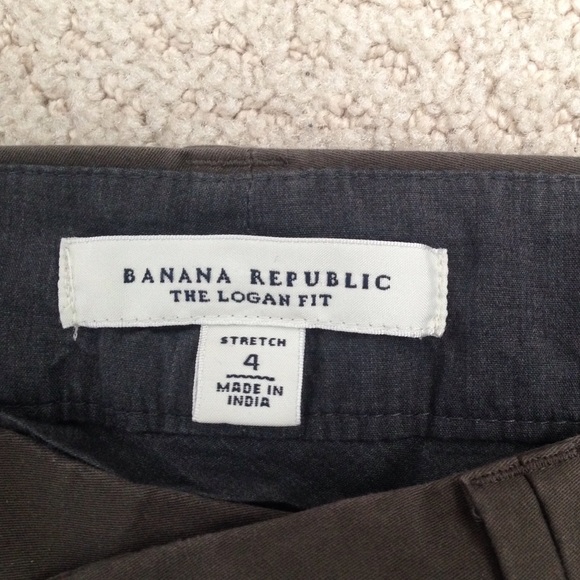 BANANA REPUBLIC
THE LOGAN FIT
STRETCH
4
MADE IN
INDIA